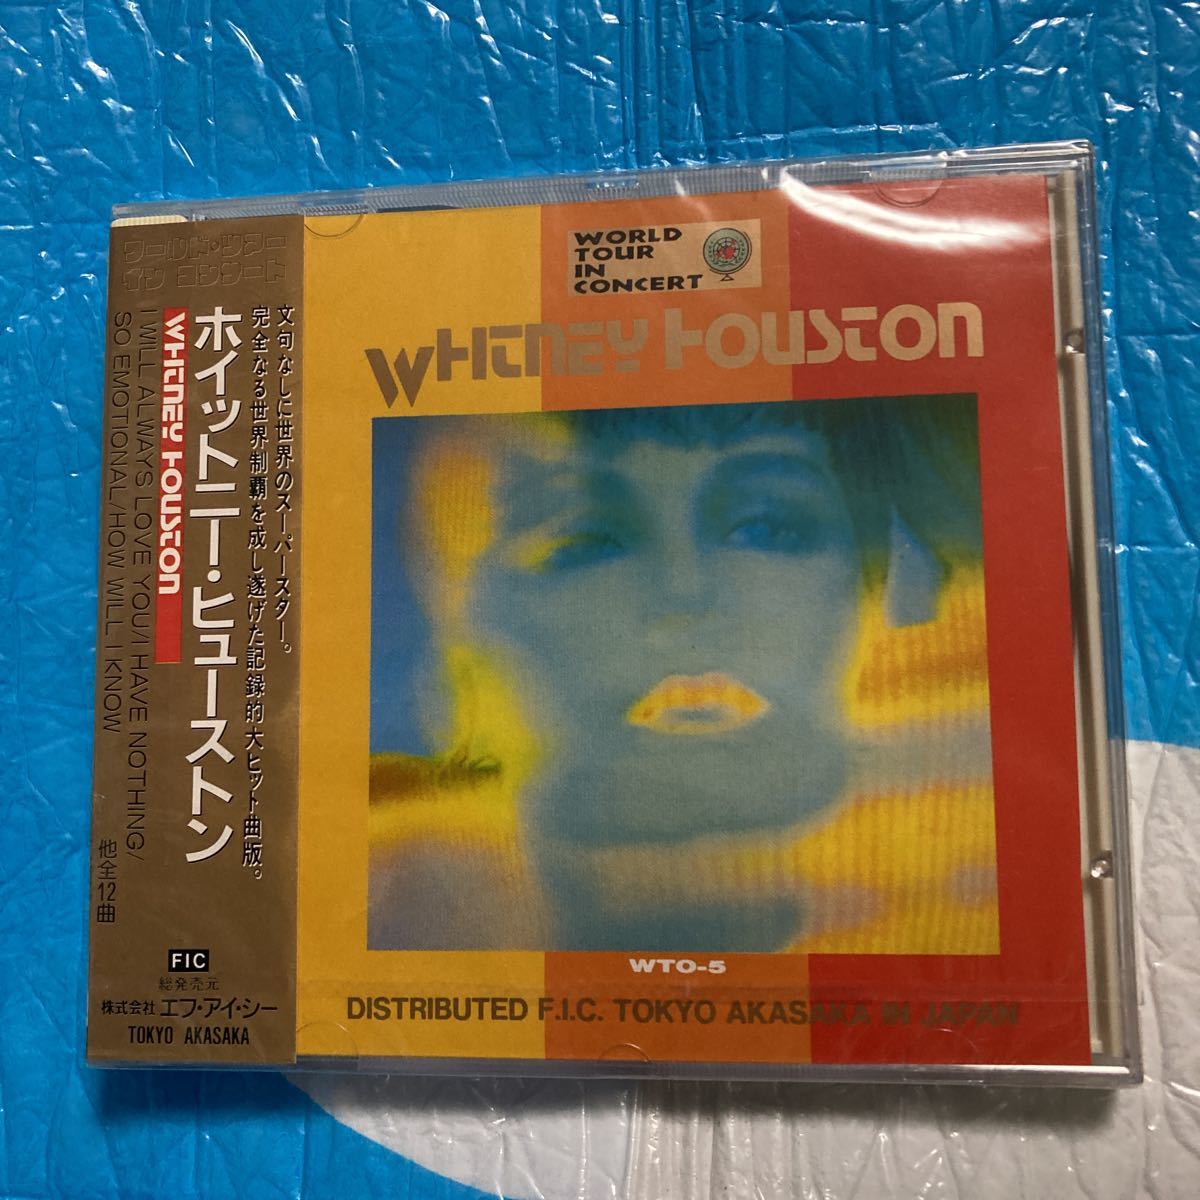 ワールド・ツアー
イン コンサート
文句なしに世界のスーパースター。
完全なる世界制覇を成し遂げた記録的大ヒット曲版。
ホイットニー・ヒューストン
WHITNEY HOUSTON
I WILL ALWAYS LOVE YOU/I HAVE NOTHING/
SO EMOTIONAL/HOW WILL I KNOW
他全12曲
FIC
総発売元
株式会社 エフ・アイ・シー
TOKYO AKASAKA
WORLD
TOUR
IN
CONCERT
WHITNEY HOUSTON
WTO-5
DISTRIBUTED F.I.C. TOKYO AKASAKA IN JAPAN